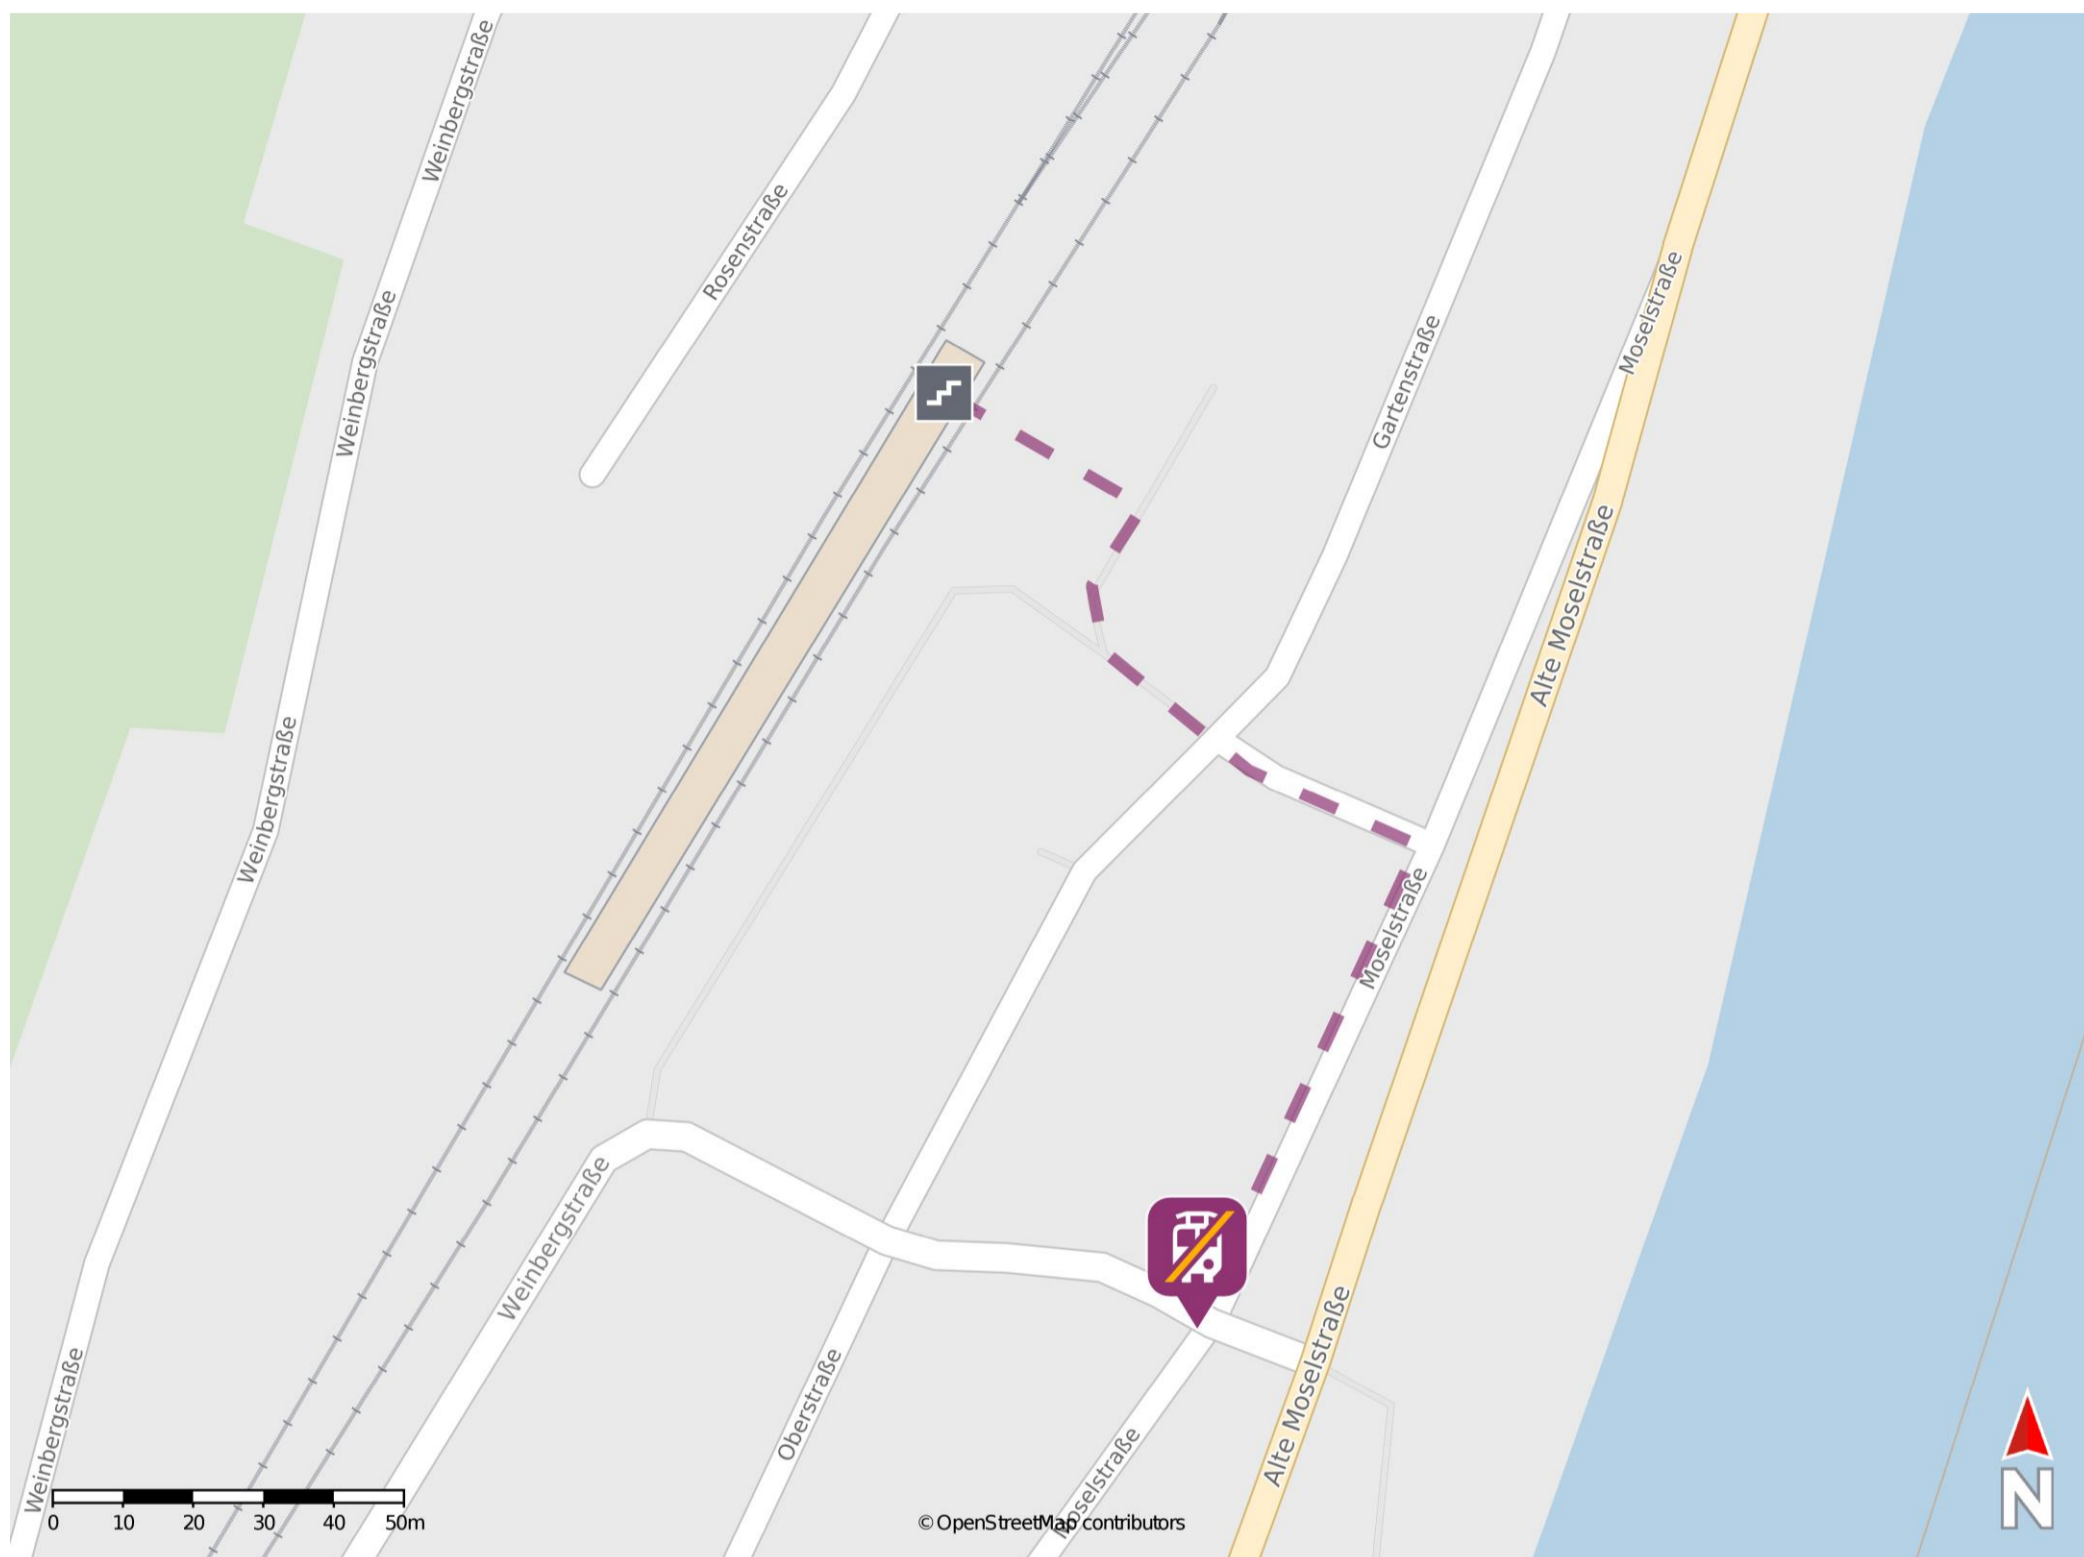 Weinbergstraße
Rosenstraße
Moselstraße
Weinbergstraße
Gartenstraße
Alte Moselstraße
Weinbergstraße
Moselstraße
Weinbergstraße
Alte Moselstraße
Oberstraße
Weinbergstraße
Moselstraße
0 10 20 30 40 50m
© OpenStreetMap contributors
N